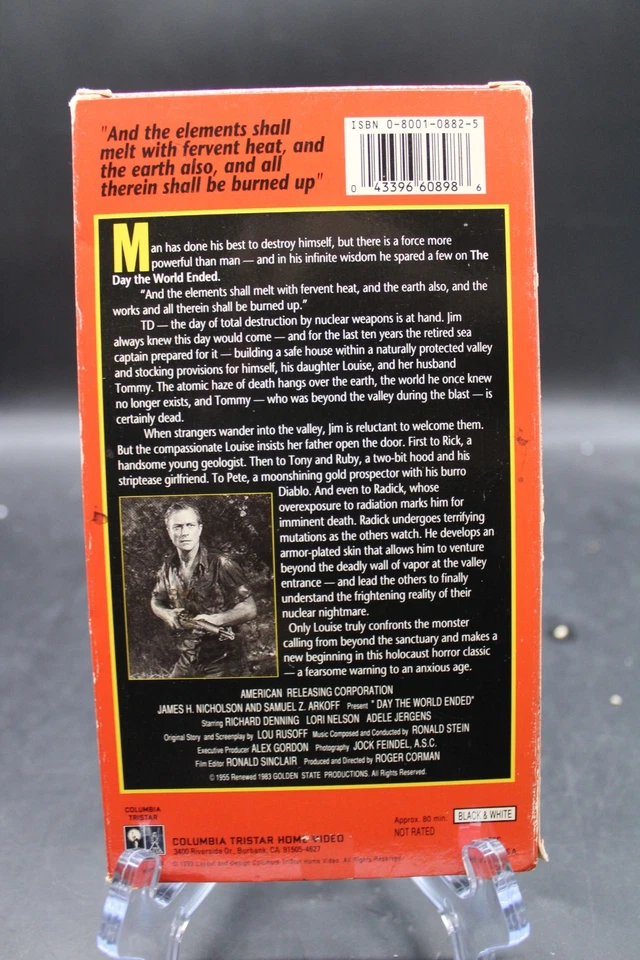 "And the elements shall
melt with fervent heat, and
the earth also, and all
therein shall be burned up"
ISBN 0-8001-0882-5
0 43396 60898 6
Man has done his best to destroy himself, but there is a force more
powerful than man — and in his infinite wisdom he spared a few on The
Day the World Ended.
"And the elements shall melt with fervent heat, and the earth also, and the
works and all therein shall be burned up."
TD — the day of total destruction by nuclear weapons is at hand. Jim
always knew this day would come — and for the last ten years the retired sea
captain prepared for it — building a safe house within a naturally protected valley
and stocking provisions for himself, his daughter Louise, and her husband
Tommy. The atomic haze of death hangs over the earth, the world he once knew
no longer exists, and Tommy — who was beyond the valley during the blast — is
certainly dead.
When strangers wander into the valley, Jim is reluctant to welcome them.
But the compassionate Louise insists her father open the door. First to Rick, a
handsome young geologist. Then to Tony and Ruby, a two-bit hood and his
striptease girlfriend. To Pete, a moonshining gold prospector with his burro
Diablo. And even to Radick, whose
overexposure to radiation marks him for
imminent death. Radick undergoes terrifying
mutations as the others watch. He develops an
armor-plated skin that allows him to venture
beyond the deadly wall of vapor at the valley
entrance — and lead the others to finally
understand the frightening reality of their
nuclear nightmare.
Only Louise truly confronts the monster
calling from beyond the sanctuary and makes a
new beginning in this holocaust horror classic
— a fearsome warning to an anxious age.
AMERICAN RELEASING CORPORATION
JAMES H. NICHOLSON AND SAMUEL Z. ARKOFF Present "DAY THE WORLD ENDED"
Starring RICHARD DENNING LORI NELSON ADELE JERGENS
Original Story and Screenplay by LOU RUSOFF Music Composed and Conducted by RONALD STEIN
Executive Producer ALEX GORDON Photography JOCK FEINDEL, A.S.C.
Film Editor RONALD SINCLAIR Produced and Directed by ROGER CORMAN
© 1955 Renewed 1983 GOLDEN STATE PRODUCTIONS. All Rights Reserved.
COLUMBIA
TRISTAR
COLUMBIA TRISTAR HOME VIDEO
3400 Riverside Dr., Burbank, CA 91505-4627
Layout and design Columbia TriStar Home Video. All Rights Reserved.
Approx. 80 min.
BLACK & WHITE
NOT RATED